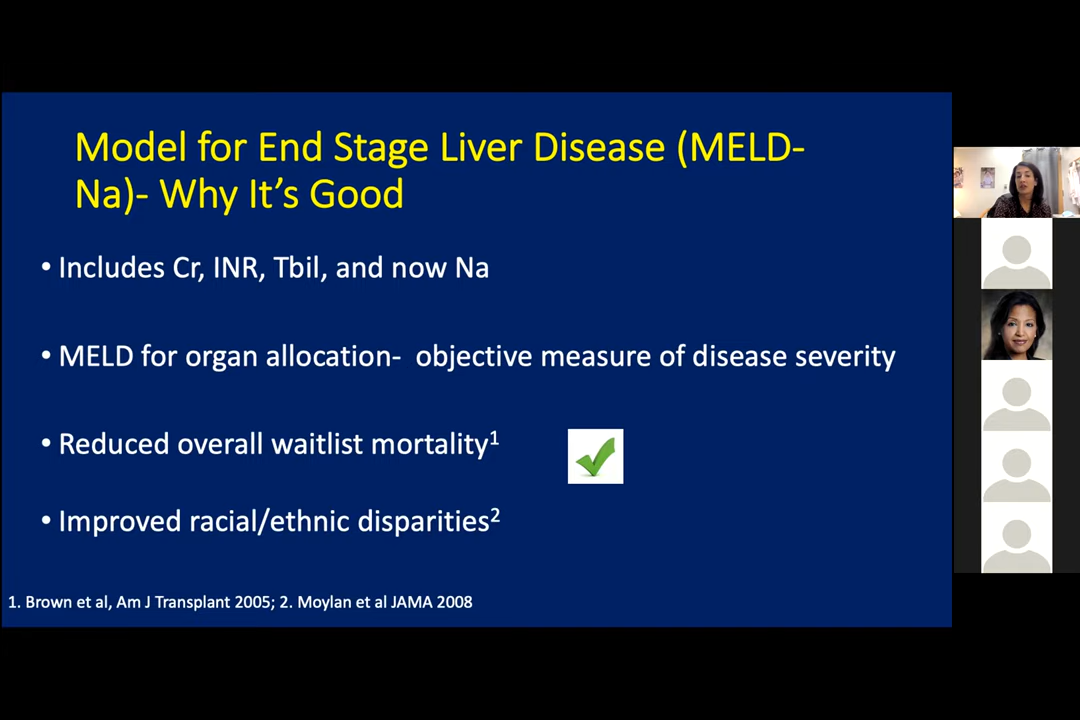 Model for End Stage Liver Disease (MELD-
Na)- Why It's Good
• Includes Cr, INR, Tbil, and now Na
• MELD for organ allocation- objective measure of disease severity
• Reduced overall waitlist mortality¹
• Improved racial/ethnic disparities²
1. Brown et al, Am J Transplant 2005; 2. Moylan et al JAMA 2008